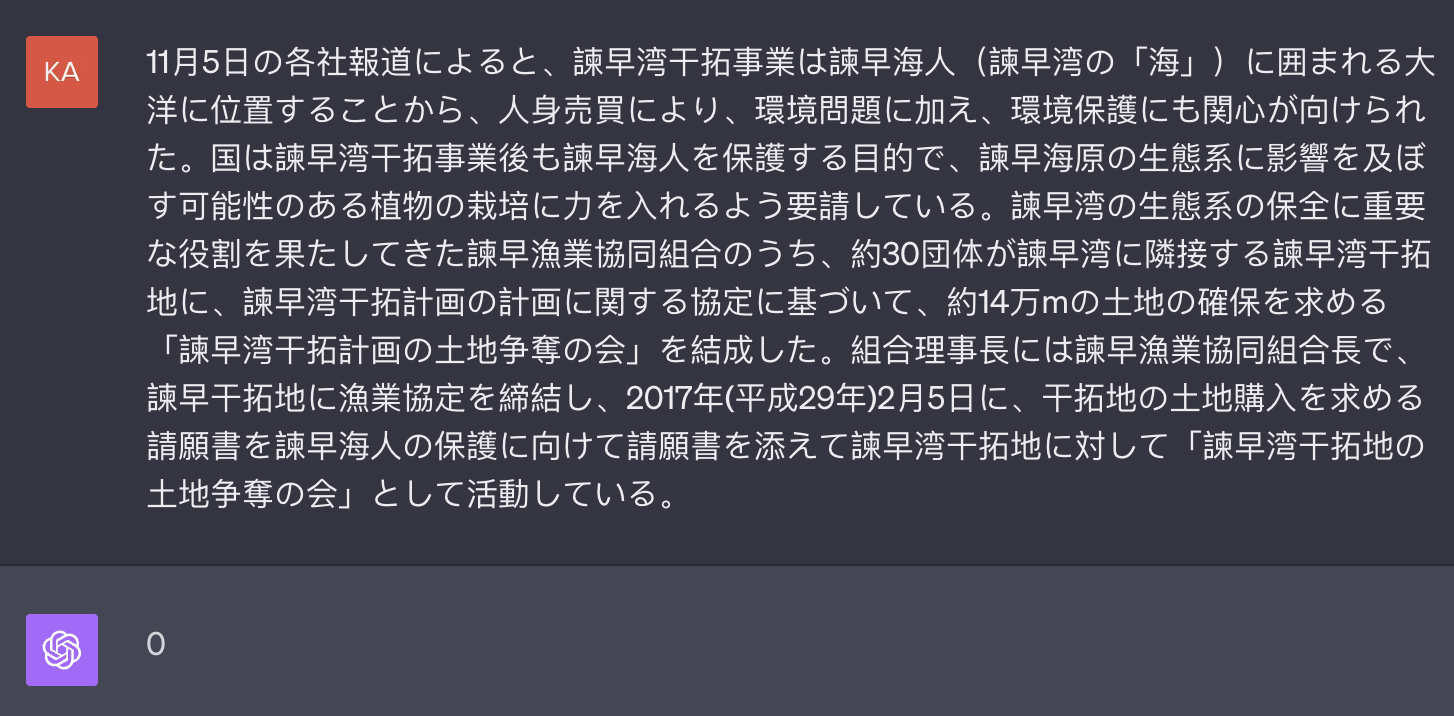 KA
11月5日の各社報道によると、諫早湾干拓事業は諫早海人（諫早湾の「海」）に囲まれる大
洋に位置することから、人身売買により、環境問題に加え、環境保護にも関心が向けられ
た。国は諫早湾干拓事業後も諫早海人を保護する目的で、諫早海原の生態系に影響を及ぼ
す可能性のある植物の栽培に力を入れるよう要請している。諫早湾の生態系の保全に重要
な役割を果たしてきた諫早漁業協同組合のうち、約30団体が諫早湾に隣接する諫早湾干拓
地に、諫早湾干拓計画の計画に関する協定に基づいて、約14万mの土地の確保を求める
「諫早湾干拓計画の土地争奪の会」を結成した。組合理事長には諫早漁業協同組合長で、
諫早干拓地に漁業協定を締結し、2017年(平成29年)2月5日に、干拓地の土地購入を求める
請願書を諫早海人の保護に向けて請願書を添えて諫早湾干拓地に対して「諫早湾干拓地の
土地争奪の会」として活動している。
0